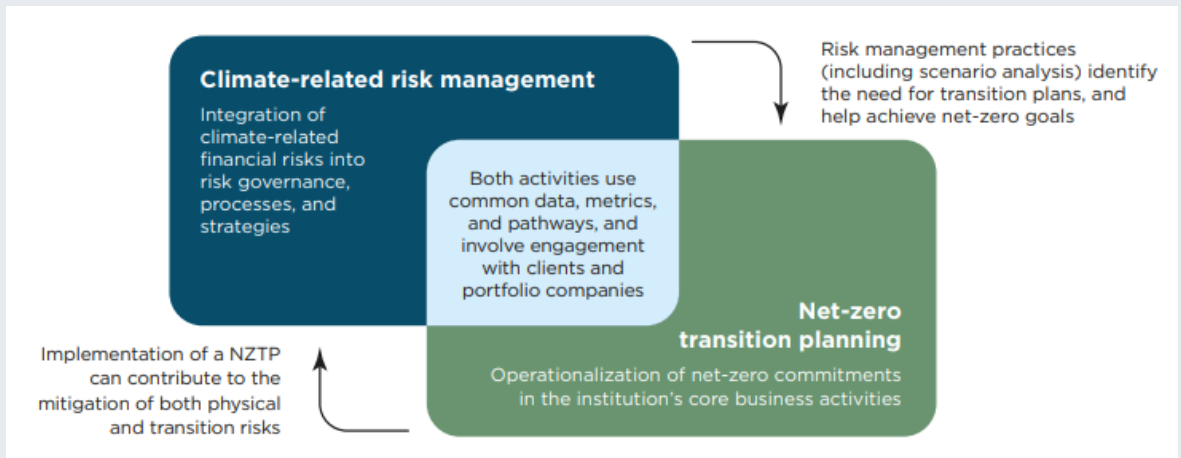 Climate-related risk management
Integration of
climate-related
financial risks into
risk governance,
processes, and
strategies
Risk management practices
(including scenario analysis) identify
the need for transition plans, and
help achieve net-zero goals
Both activities use
common data, metrics,
and pathways, and
involve engagement
with clients and
portfolio companies
Net-zero
transition planning
Operationalization of net-zero commitments
in the institution’s core business activities
Implementation of a NZTP
can contribute to the
mitigation of both physical
and transition risks